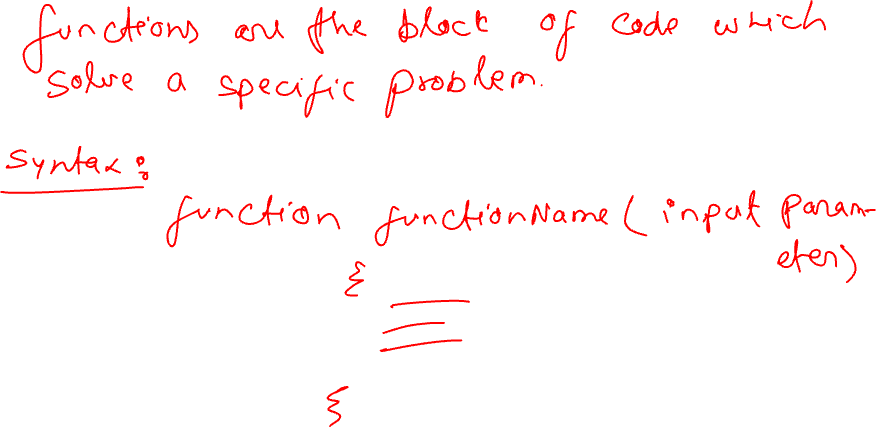 functions are the block of code which
solve a specific problem.
Syntax:
function functionName ( input param-
eter)
{
}